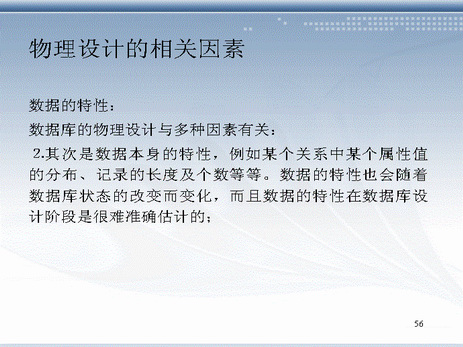 物理设计的相关因素
数据的特性：
数据库的物理设计与多种因素有关：
2.其次是数据本身的特性，例如某个关系中某个属性值
的分布、记录的长度及个数等等。数据的特性也会随着
数据库状态的改变而变化，而且数据的特性在数据库设
计阶段是很难准确估计的；
56